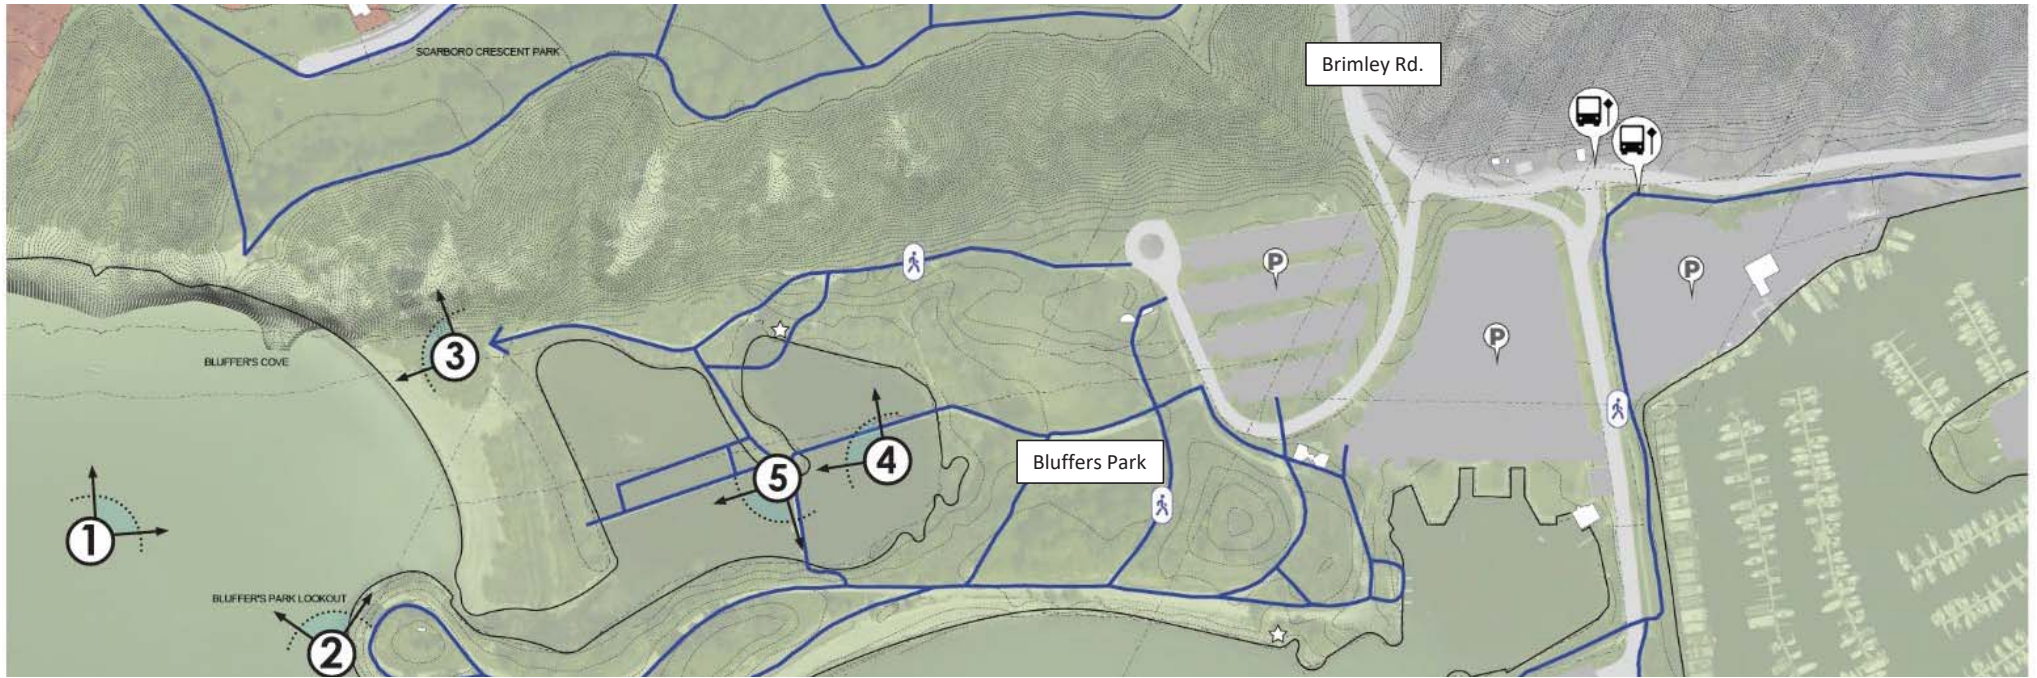 SCARBORO CRESCENT PARK
Brimley Rd.
P
P
P
BLUFFER'S COVE
3
4
Bluffers Park
5
1
BLUFFER'S PARK LOOKOUT
2